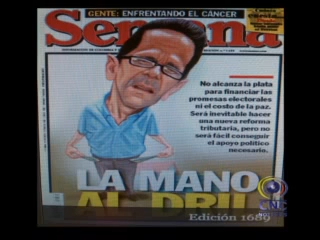 GENTE: ENFRENTANDO EL CÁNCER
Semana
No alcanza la plata
para financiar las
promesas electorales
ni el costo de la paz.
Será inevitable hacer
una nueva reforma
tributaria, pero no
será fácil conseguir
el apoyo político
necesario.
LA MANO
AL DRIL
CNC
Edición 1689